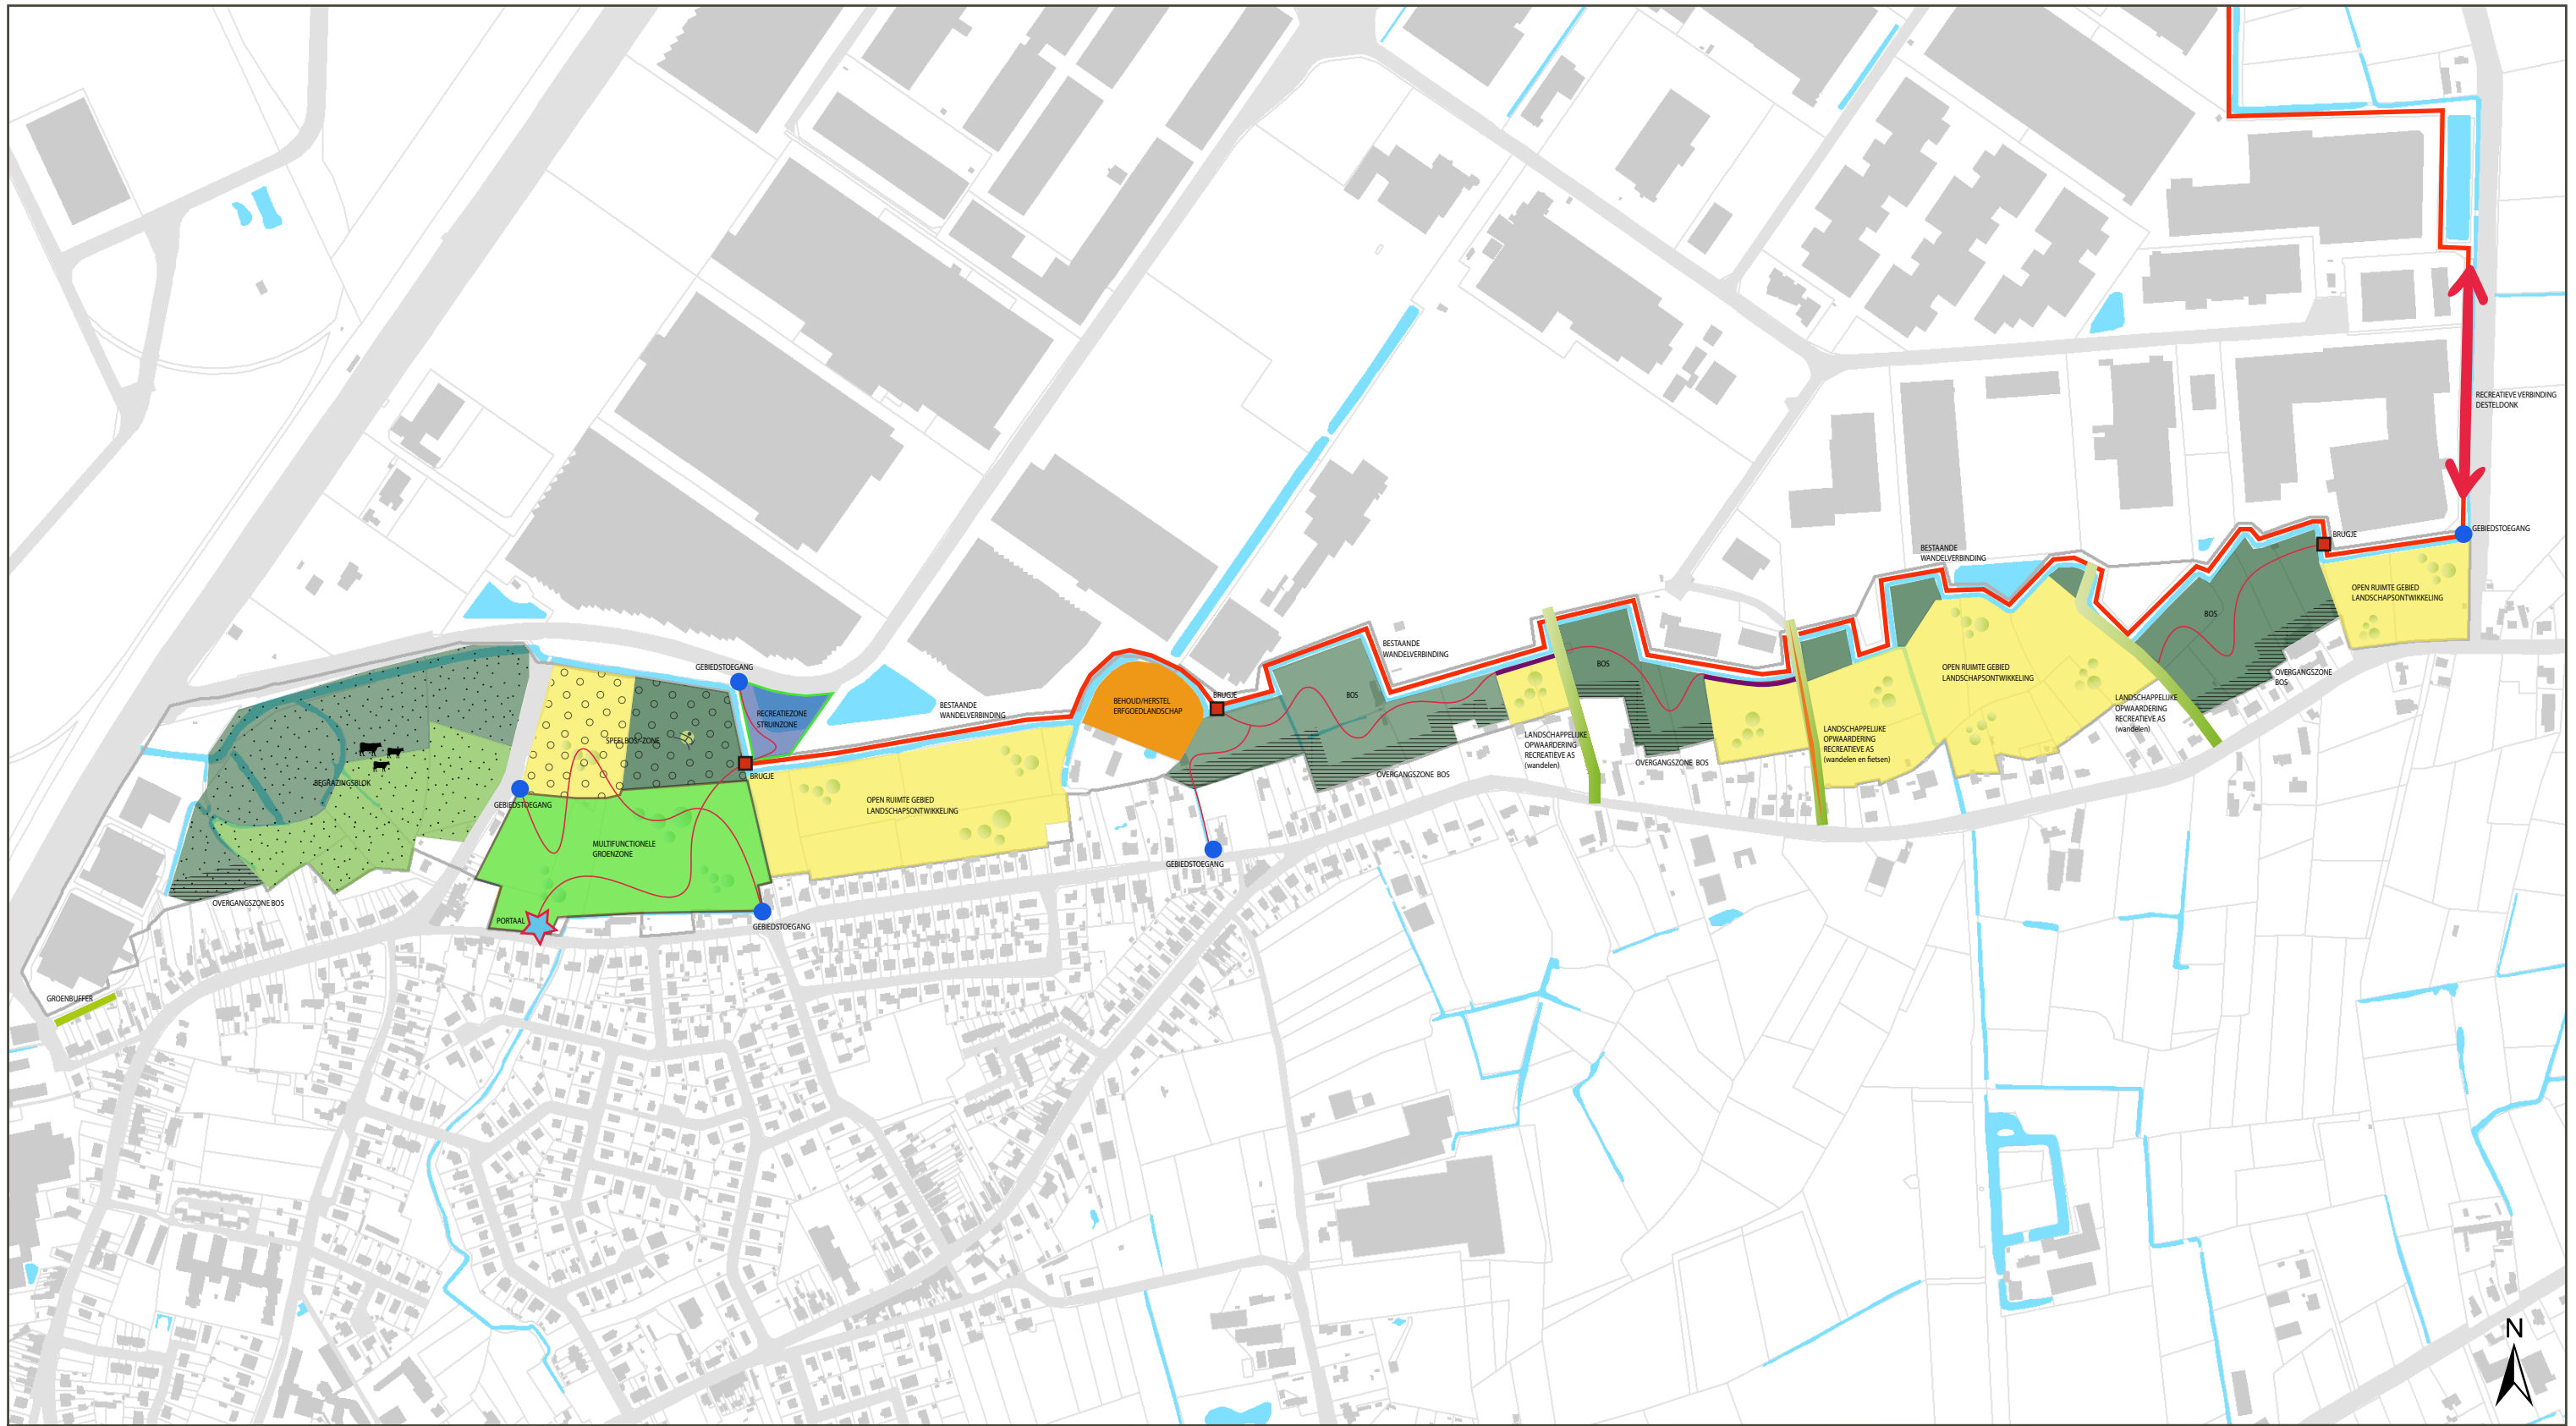 RECREATIEVE VERBINDING
DESTELDONK
GEBIEDSTOEGANG
BRUGJE
BESTAANDE
WANDELVERBINDING
OPEN RUIMTE GEBIED
LANDSCHAPSONTWIKKELING
BOS
BESTAANDE
WANDELVERBINDING
BOS
GEBIEDSTOEGANG
OPEN RUIMTE GEBIED
LANDSCHAPSONTWIKKELING
OVERGANGSZONE
BOS
BRUGJE
BOS
BEHOUD/HERSTEL
ERFGOEDLANDSCHAP
LANDSCHAPPELIJKE
OPWAARDERING
RECREATIEVE AS
(wandelen)
BESTAANDE
WANDELVERBINDING
RECREATIEZONE
STRUINZONE
SPEELBOS/-ZONE
LANDSCHAPPELIJKE
OPWAARDERING
RECREATIEVE AS
(wandelen en fietsen)
LANDSCHAPPELIJKE
OPWAARDERING
RECREATIEVE AS
(wandelen)
OVERGANGSZONE BOS
OVERGANGSZONE BOS
BRUGJE
BEGRAZINGSBLOK
GEBIEDSTOEGANG
OPEN RUIMTE GEBIED
LANDSCHAPSONTWIKKELING
MULTIFUNCTIONELE
GROENZONE
GEBIEDSTOEGANG
OVERGANGSZONE BOS
PORTAAL
GEBIEDSTOEGANG
GROENBUFFER
N